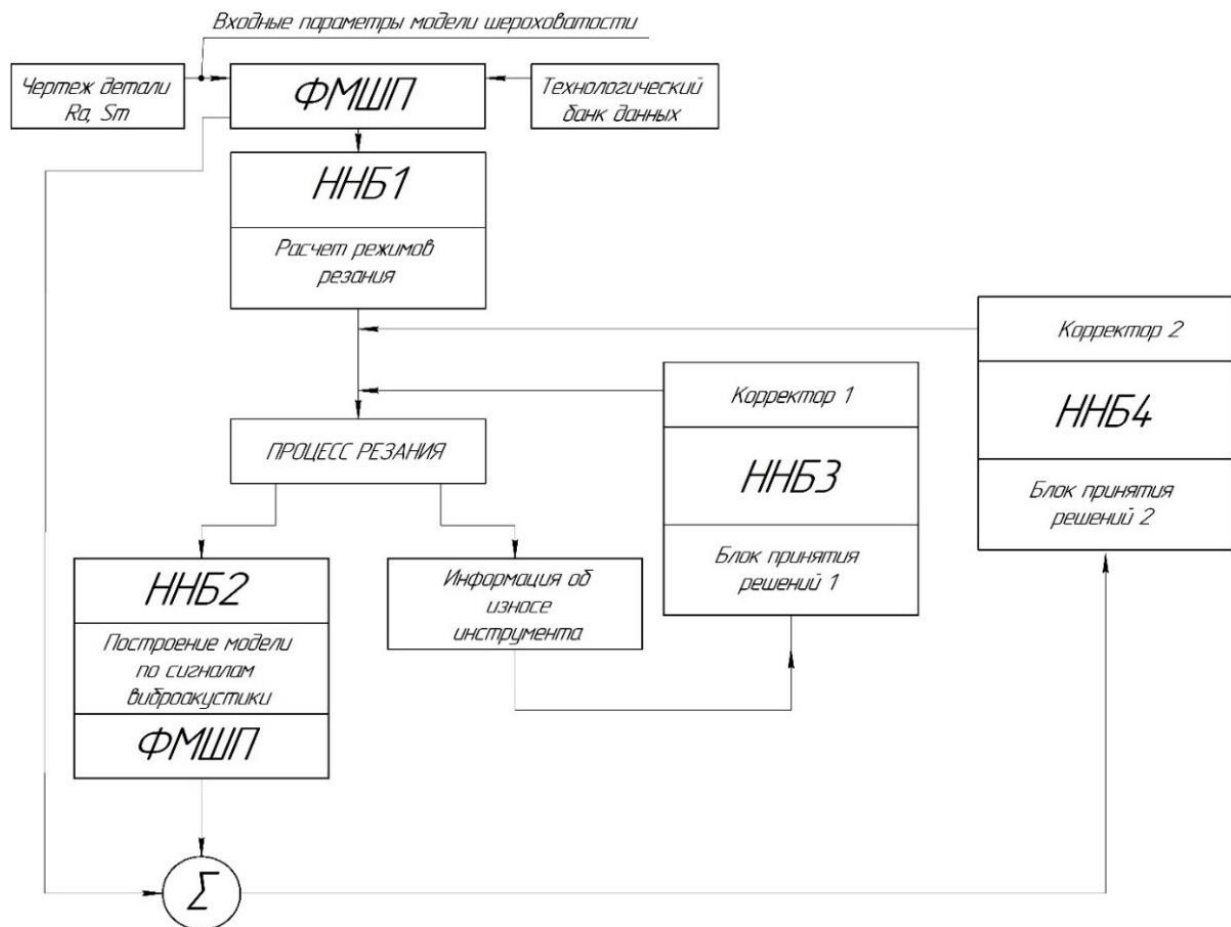 Входные параметры модели шероховатости
Чертеж детали
Ra, Sm
ФМШП
Технологический
банк данных
ННБ1
Расчет режимов
резания
Корректор 2
ННБ4
Блок принятия
решений 2
Корректор 1
ННБ3
Блок принятия
решений 1
ПРОЦЕСС РЕЗАНИЯ
ННБ2
Построение модели
по сигналам
виброакустики
ФМШП
Информация об
износе
инструмента
Σ